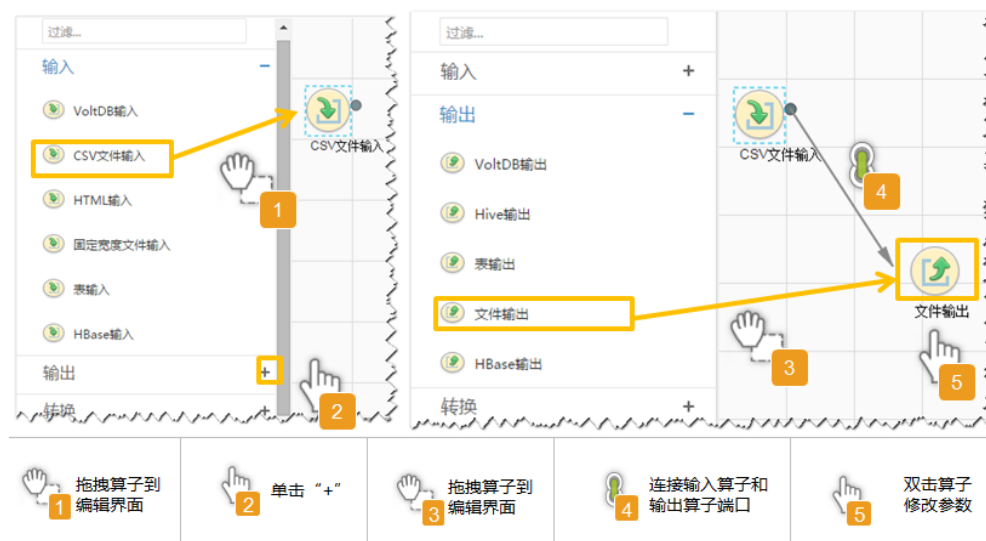 过滤...
输入
VoltDB输入
CSV文件输入
HTML输入
固定宽度文件输入
表输入
HBase输入
输出
转换
CSV文件输入
1
2
过滤...
输入
输出
VoltDB输出
Hive输出
表输出
文件输出
HBase输出
转换
CSV文件输入
4
文件输出
3
5
1
拖拽算子到
编辑界面
2
单击“+”
3
拖拽算子到
编辑界面
4
连接输入算子和
输出算子端口
5
双击算子
修改参数